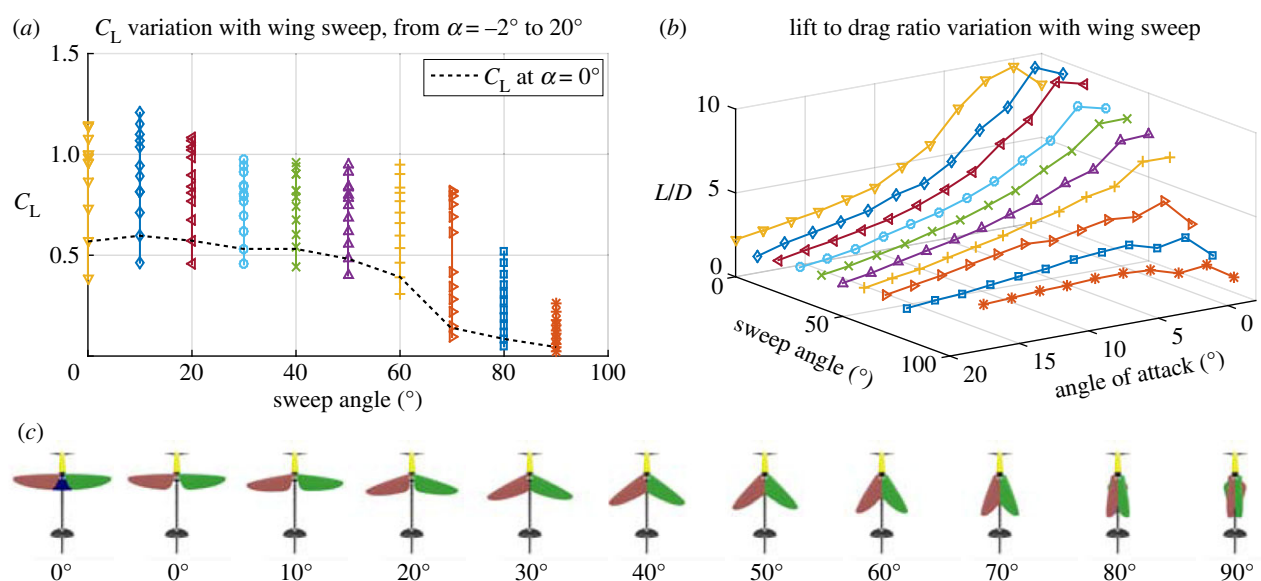 (a) C_L variation with wing sweep, from α = –2° to 20°
1.5
1.0
0.5
C_L
C_L at α = 0°
0 20 40 60 80 100
sweep angle (°)
(b) lift to drag ratio variation with wing sweep
10
5
0
L/D
0
50
100
sweep angle (°)
20
15
10
5
0
angle of attack (°)
(c)
0° 0° 10° 20° 30° 40° 50° 60° 70° 80° 90°